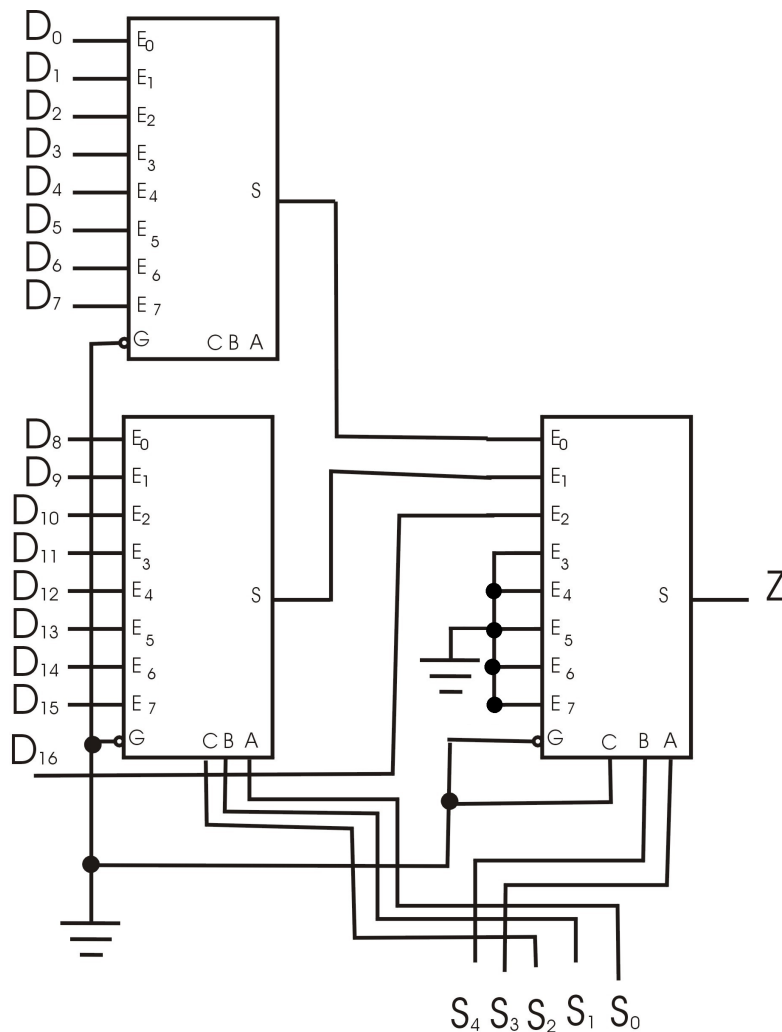 D0 E0
D1 E1
D2 E2
D3 E3
D4 E4 S
D5 E5
D6 E6
D7 E7
G C B A
D8 E0
D9 E1
D10 E2
D11 E3
D12 E4 S
D13 E5
D14 E6
D15 E7
G C B A
D16
E0
E1
E2
E3
E4 S Z
E5
E6
E7
G C B A
S4 S3 S2 S1 S0